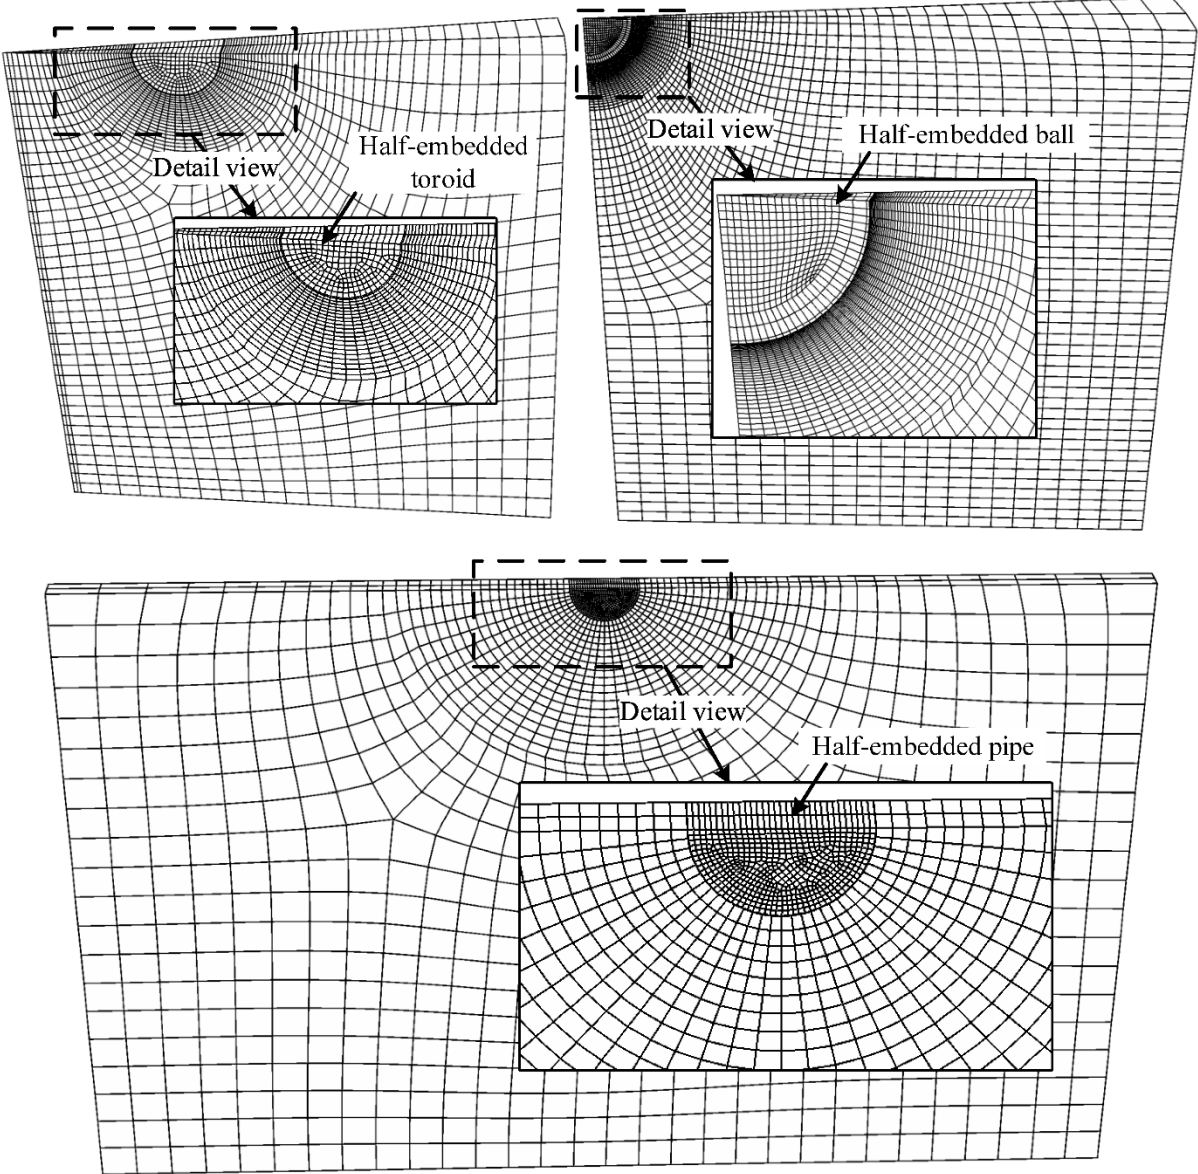 Detail view
Half-embedded
toroid
Detail view
Half-embedded ball
Detail view
Half-embedded pipe